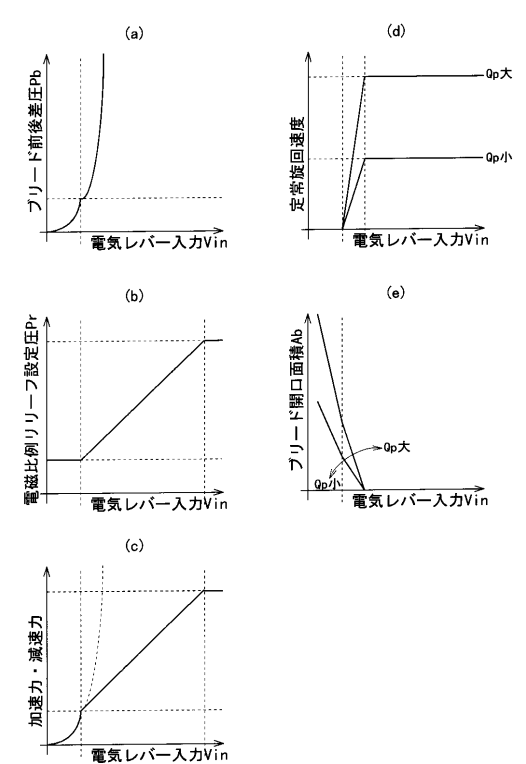 (a)
ブリード前後差圧Pb
電気レバー入力Vin
(b)
電磁比例リリーフ設定圧Pr
電気レバー入力Vin
(c)
加速力・減速力
電気レバー入力Vin
(d)
定常旋回速度
Qp大
Qp小
電気レバー入力Vin
(e)
ブリード開口面積Ab
Qp大
Qp小
電気レバー入力Vin